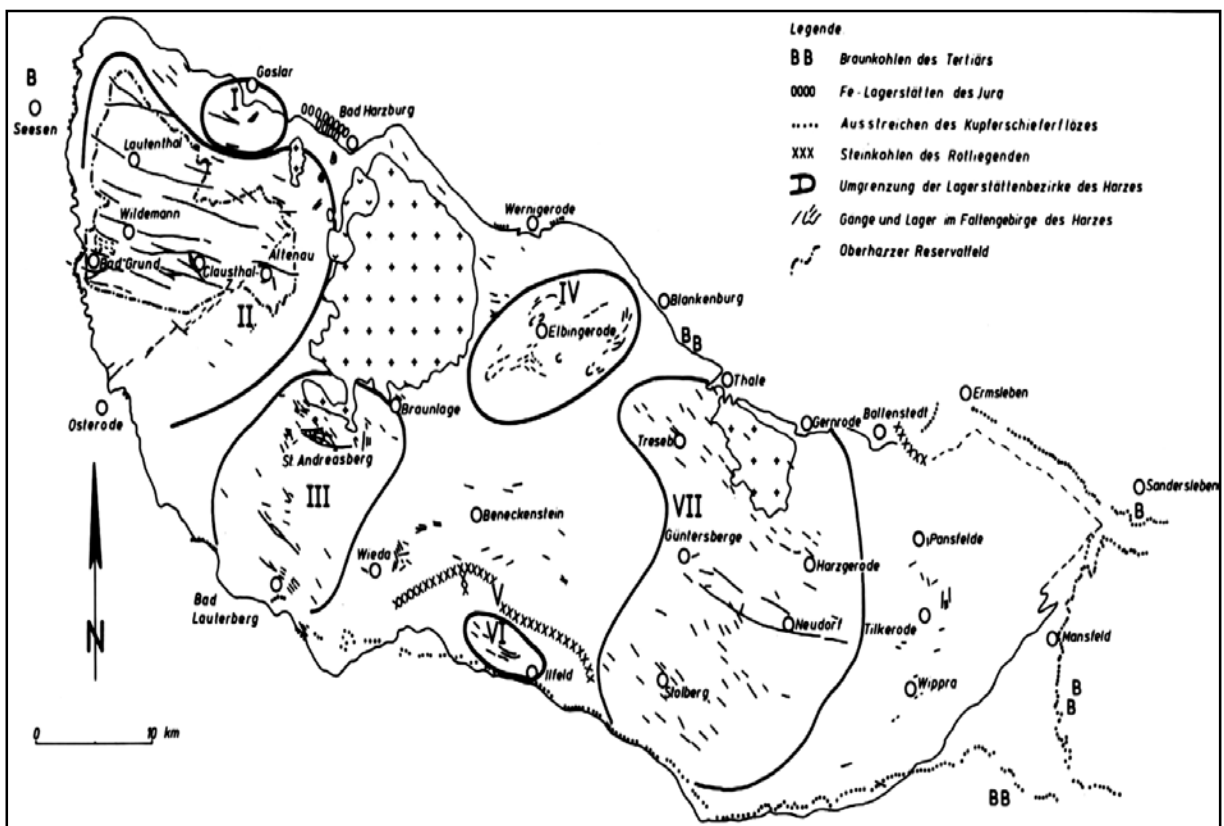 Legende
BB Braunkohlen des Tertiärs
Fe-Lagerstätten des Jura
Ausstreichen des Kupferschieferflözes
XXX Steinkohlen des Rotliegenden
Umgrenzung der Lagerstättenbezirke des Harzes
Gänge und Lager im Faltengebirge des Harzes
Oberharzer Reservatfeld
B
Seesen
Goslar
I
Bad Harzburg
Lautenthal
Wildemann
Bad Grund
Clausthal-
Altenau
II
Wernigerode
IV
Elbingerode
Blankenburg
BB
Thale
Osterode
Braunlage
St. Andreasberg
III
Treseb
Gernrode
Ballenstedt
Ermsleben
Sandersleben
B
Beneckenstein
VII
Wieda
Güntersberge
Harzgerode
Pansfelde
Bad
Lauterberg
V
VI
Ilfeld
Neudorf
Tilkerode
Mansfeld
Stolberg
Wippra
B
B
BB
N
0 10 km